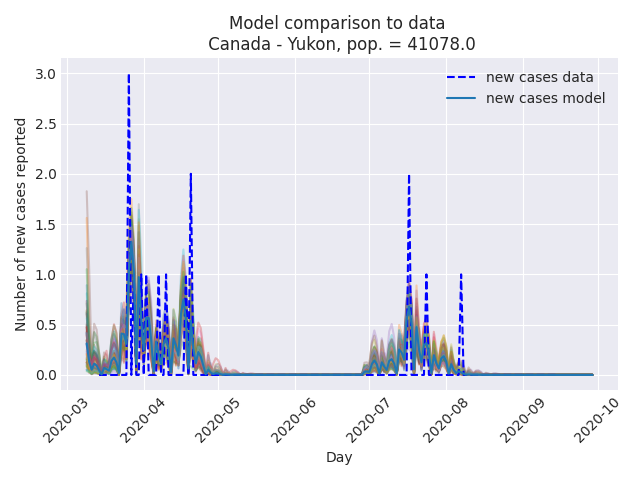 Model comparison to data
Canada - Yukon, pop. = 41078.0
new cases data
new cases model
Number of new cases reported
3.0
2.5
2.0
1.5
1.0
0.5
0.0
2020-03
2020-04
2020-05
2020-06
2020-07
2020-08
2020-09
2020-10
Day